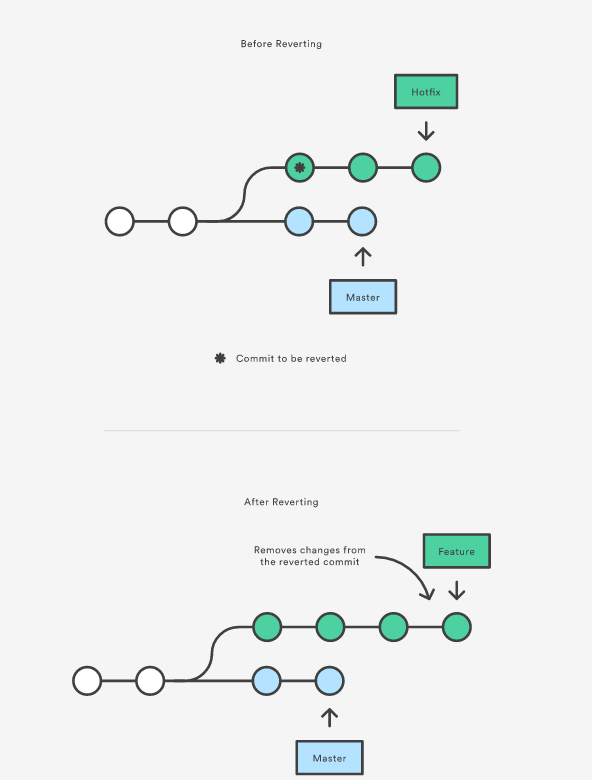 Before Reverting
Hotfix
Master
Commit to be reverted
After Reverting
Feature
Removes changes from
the reverted commit
Master